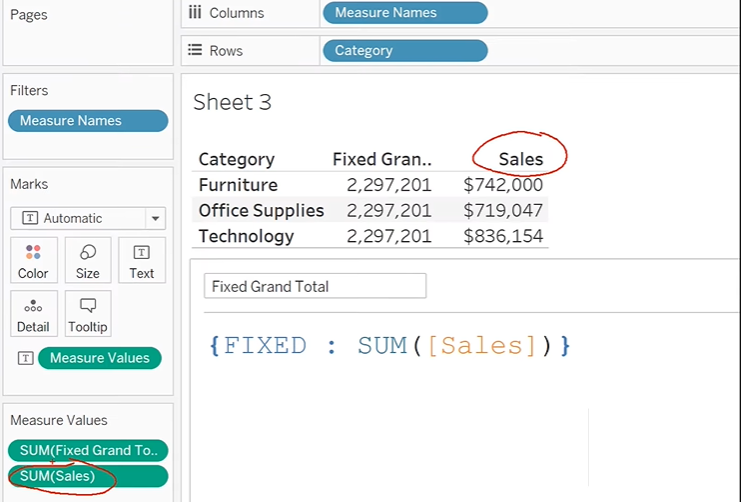 Pages
Columns
Measure Names
Rows
Category
Filters
Measure Names
Sheet 3
Category Fixed Gran.. Sales
Furniture 2,297,201 $742,000
Office Supplies 2,297,201 $719,047
Technology 2,297,201 $836,154
Marks
T Automatic
Color Size T Text
Detail Tooltip
T Measure Values
Fixed Grand Total
{FIXED : SUM([Sales])}
Measure Values
SUM(Fixed Grand To..
SUM(Sales)